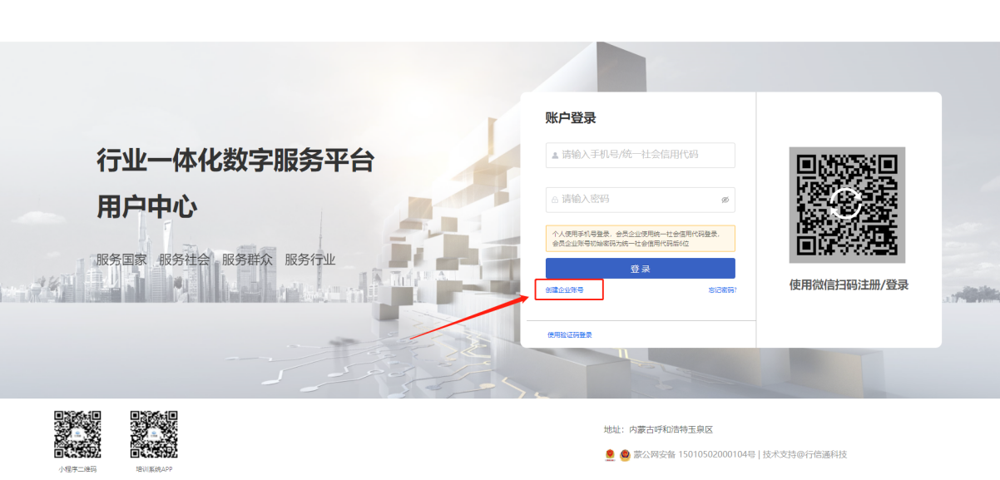 行业一体化数字服务平台
用户中心
服务国家 服务社会 服务群众 服务行业
账户登录
请输入手机号/统一社会信用代码
请输入密码
个人使用手机号登录，会员企业使用统一社会信用代码登录，
会员企业账号初始密码为统一社会信用代码后6位
登 录
创建企业账号
忘记密码?
使用验证码登录
使用微信扫码注册/登录
小程序二维码
培训系统APP
地址：内蒙古呼和浩特玉泉区
蒙公网安备 15010502000104号 | 技术支持@行信通科技